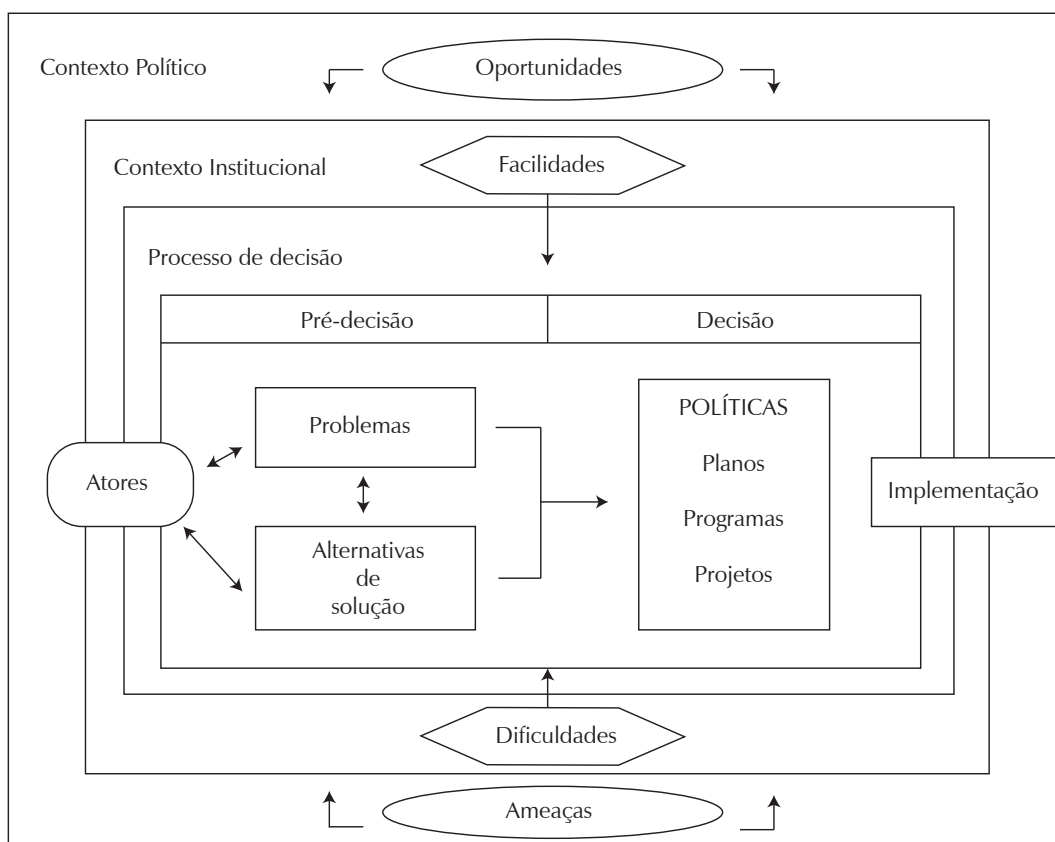 Contexto Político
Oportunidades
Contexto Institucional
Facilidades
Processo de decisão
Pré-decisão
Decisão
Problemas
POLÍTICAS
Planos
Programas
Projetos
Atores
Implementação
Alternativas
de
solução
Dificuldades
Ameaças